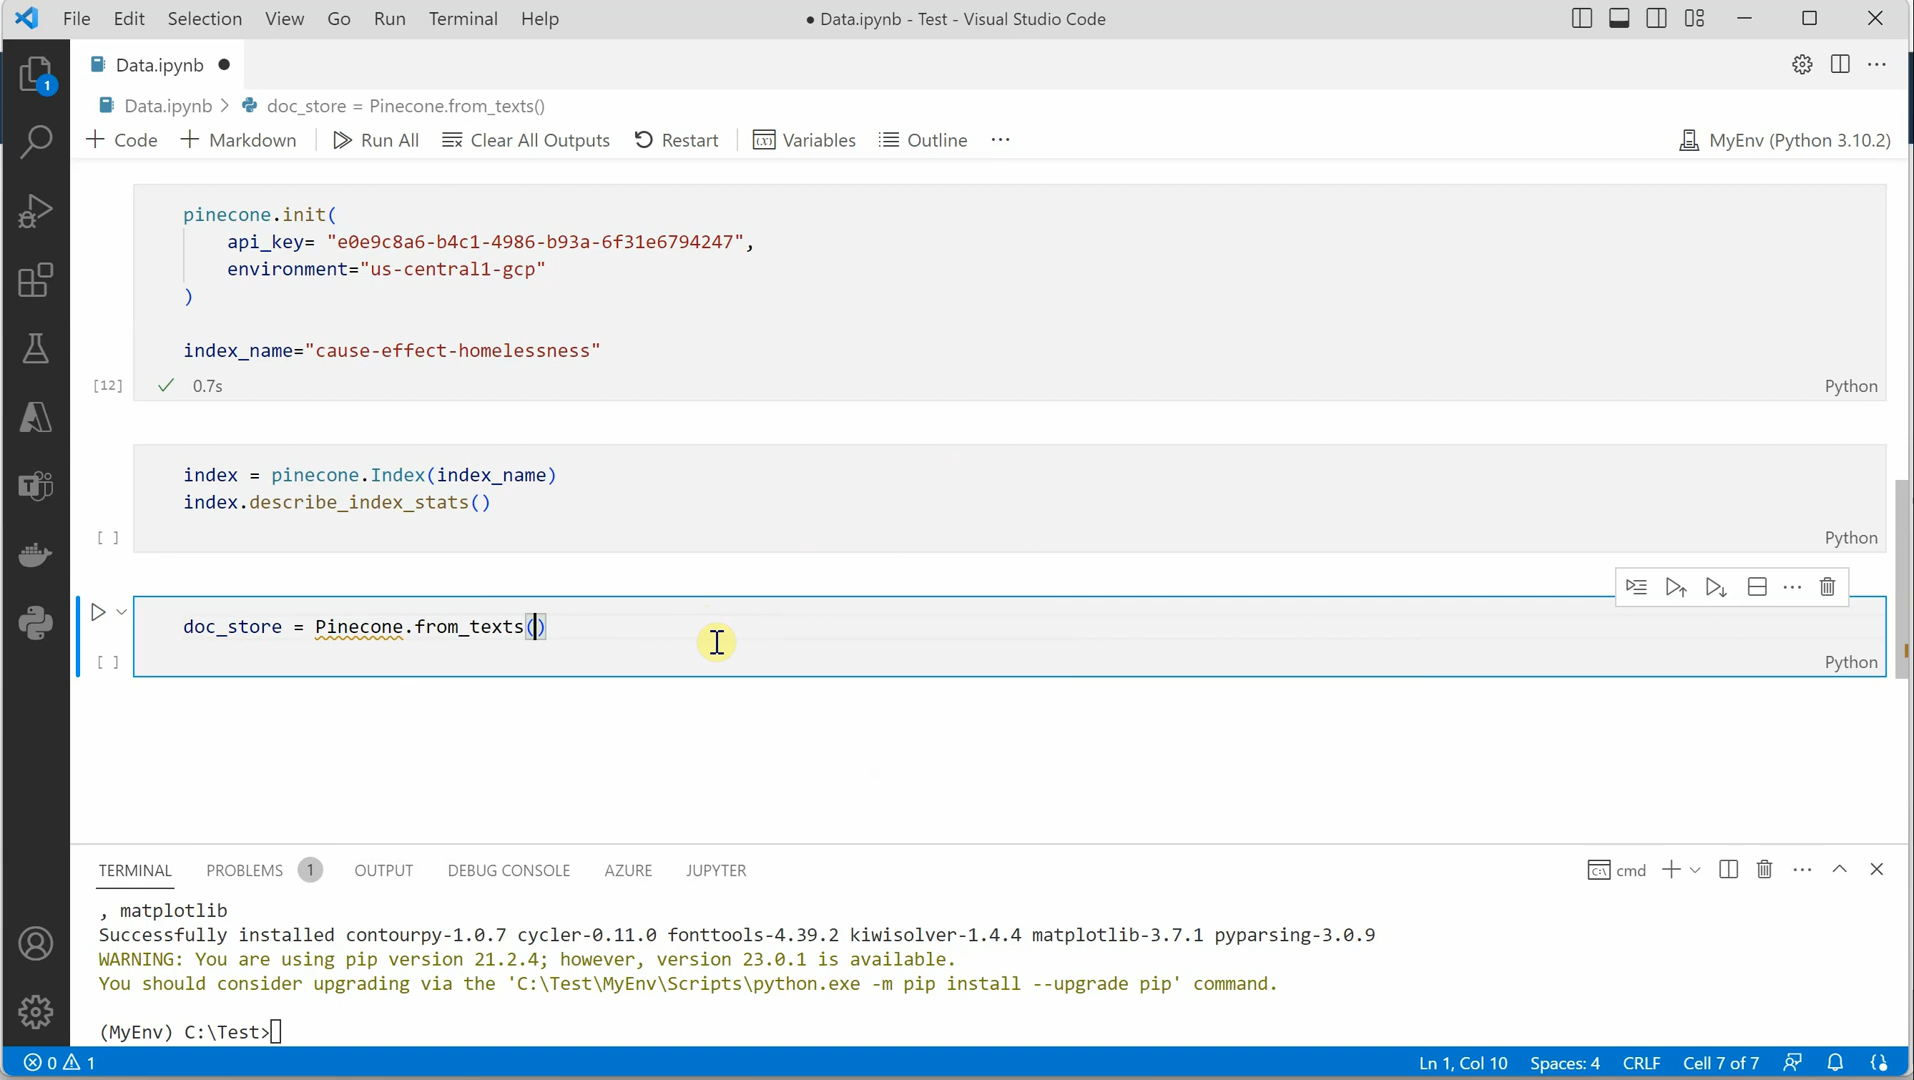 File Edit Selection View Go Run Terminal Help ● Data.ipynb - Test - Visual Studio Code
1
Data.ipynb ●
Data.ipynb > doc_store = Pinecone.from_texts()
+ Code + Markdown Run All Clear All Outputs Restart Variables Outline ··· MyEnv (Python 3.10.2)
pinecone.init(
api_key= "e0e9c8a6-b4c1-4986-b93a-6f31e6794247",
environment="us-central1-gcp"
)
index_name="cause-effect-homelessness"
[12] ✓ 0.7s Python
index = pinecone.Index(index_name)
index.describe_index_stats()
[ ] Python
doc_store = Pinecone.from_texts()
[ ] Python
TERMINAL PROBLEMS 1 OUTPUT DEBUG CONSOLE AZURE JUPYTER cmd
, matplotlib
Successfully installed contourpy-1.0.7 cycler-0.11.0 fonttools-4.39.2 kiwisolver-1.4.4 matplotlib-3.7.1 pyparsing-3.0.9
WARNING: You are using pip version 21.2.4; however, version 23.0.1 is available.
You should consider upgrading via the 'C:\Test\MyEnv\Scripts\python.exe -m pip install --upgrade pip' command.
(MyEnv) C:\Test>
0 1 Ln 1, Col 10 Spaces: 4 CRLF Cell 7 of 7